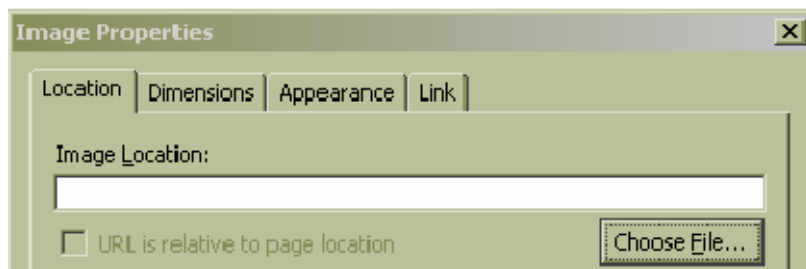 Image Properties
Location Dimensions Appearance Link
Image Location:
URL is relative to page location Choose File...